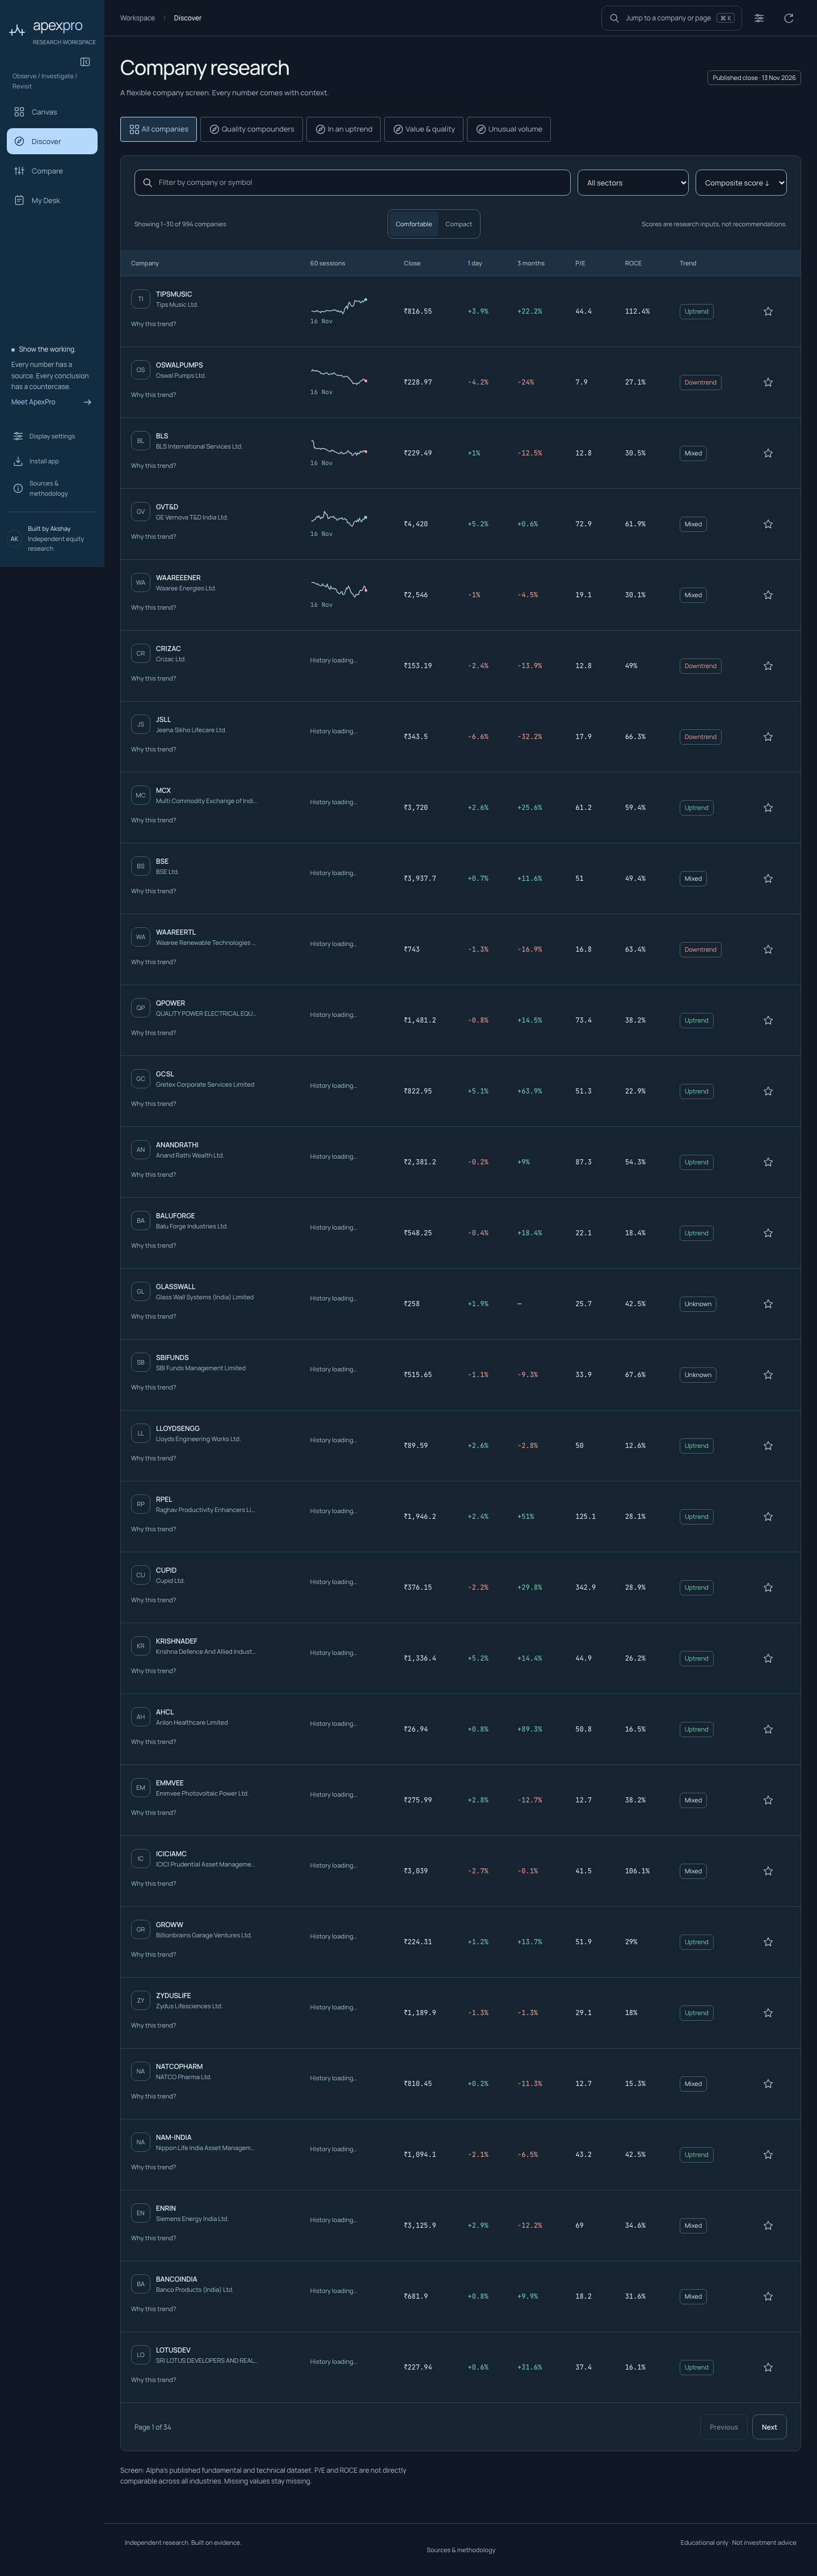 apexpro
RESEARCH WORKSPACE
Observe / Investigate /
Revisit
Canvas
Discover
Compare
My Desk
Show the working.
Every number has a
source. Every conclusion
has a countercase.
Meet ApexPro
Display settings
Install app
Sources &
methodology
AK
Built by Akshay
Independent equity
research
Workspace / Discover
Jump to a company or page ⌘ K
Company research
A flexible company screen. Every number comes with context.
Published close · 13 Nov 2026
All companies
Quality compounders
In an uptrend
Value & quality
Unusual volume
Filter by company or symbol
All sectors
Composite score ↓
Showing 1–30 of 994 companies
Comfortable
Compact
Scores are research inputs, not recommendations.
Company 60 sessions Close 1 day 3 months P/E ROCE Trend
TI TIPSMUSIC
Tips Music Ltd.
Why this trend?
16 Nov
₹816.55 +3.9% +22.2% 44.4 112.4% Uptrend
OS OSWALPUMPS
Oswal Pumps Ltd.
Why this trend?
16 Nov
₹228.97 -4.2% -24% 7.9 27.1% Downtrend
BL BLS
BLS International Services Ltd.
Why this trend?
16 Nov
₹229.49 +1% -12.5% 12.8 30.5% Mixed
GV GVT&D
GE Vernova T&D India Ltd.
Why this trend?
16 Nov
₹4,420 +5.2% +0.6% 72.9 61.9% Mixed
WA WAAREEENER
Waaree Energies Ltd.
Why this trend?
16 Nov
₹2,546 -1% -4.5% 19.1 30.1% Mixed
CR CRIZAC
Crizac Ltd.
Why this trend?
History loading…
₹153.19 -2.4% -13.9% 12.8 49% Downtrend
JS JSLL
Jeena Sikho Lifecare Ltd.
Why this trend?
History loading…
₹343.5 -6.6% -32.2% 17.9 66.3% Downtrend
MC MCX
Multi Commodity Exchange of Indi…
Why this trend?
History loading…
₹3,720 +2.6% +25.6% 61.2 59.4% Uptrend
BS BSE
BSE Ltd.
Why this trend?
History loading…
₹3,937.7 +0.7% +11.6% 51 49.4% Mixed
WA WAAREERTL
Waaree Renewable Technologies …
Why this trend?
History loading…
₹743 -1.3% -16.9% 16.8 63.4% Downtrend
QP QPOWER
QUALITY POWER ELECTRICAL EQU…
Why this trend?
History loading…
₹1,481.2 -0.8% +14.5% 73.4 38.2% Uptrend
GC GCSL
Gretex Corporate Services Limited
Why this trend?
History loading…
₹822.95 +5.1% +63.9% 51.3 22.9% Uptrend
AN ANANDRATHI
Anand Rathi Wealth Ltd.
Why this trend?
History loading…
₹2,381.2 -0.2% +9% 87.3 54.3% Uptrend
BA BALUFORGE
Balu Forge Industries Ltd.
Why this trend?
History loading…
₹548.25 -0.4% +18.4% 22.1 18.4% Uptrend
GL GLASSWALL
Glass Wall Systems (India) Limited
Why this trend?
History loading…
₹258 +1.9% — 25.7 42.5% Unknown
SB SBIFUNDS
SBI Funds Management Limited
Why this trend?
History loading…
₹515.65 -1.1% -9.3% 33.9 67.6% Unknown
LL LLOYDSENGG
Lloyds Engineering Works Ltd.
Why this trend?
History loading…
₹89.59 +2.6% -2.8% 50 12.6% Uptrend
RP RPEL
Raghav Productivity Enhancers Li…
Why this trend?
History loading…
₹1,946.2 +2.4% +51% 125.1 28.1% Uptrend
CU CUPID
Cupid Ltd.
Why this trend?
History loading…
₹376.15 -2.2% +29.8% 342.9 28.9% Uptrend
KR KRISHNADEF
Krishna Defence And Allied Indust…
Why this trend?
History loading…
₹1,336.4 +5.2% +14.4% 44.9 26.2% Uptrend
AH AHCL
Anlon Healthcare Limited
Why this trend?
History loading…
₹26.94 +0.8% +89.3% 50.8 16.5% Uptrend
EM EMMVEE
Emmvee Photovoltaic Power Ltd.
Why this trend?
History loading…
₹275.99 +2.8% -12.7% 12.7 38.2% Mixed
IC ICICIAMC
ICICI Prudential Asset Manageme…
Why this trend?
History loading…
₹3,039 -2.7% -0.1% 41.5 106.1% Mixed
GR GROWW
Billionbrains Garage Ventures Ltd.
Why this trend?
History loading…
₹224.31 +1.2% +13.7% 51.9 29% Uptrend
ZY ZYDUSLIFE
Zydus Lifesciences Ltd.
Why this trend?
History loading…
₹1,189.9 -1.3% -1.3% 29.1 18% Uptrend
NA NATCOPHARM
NATCO Pharma Ltd.
Why this trend?
History loading…
₹810.45 +0.2% -11.3% 12.7 15.3% Mixed
NA NAM-INDIA
Nippon Life India Asset Managem…
Why this trend?
History loading…
₹1,094.1 -2.1% -6.5% 43.2 42.5% Uptrend
EN ENRIN
Siemens Energy India Ltd.
Why this trend?
History loading…
₹3,125.9 +2.9% -12.2% 69 34.6% Mixed
BA BANCOINDIA
Banco Products (India) Ltd.
Why this trend?
History loading…
₹681.9 +0.8% +9.9% 18.2 31.6% Mixed
LO LOTUSDEV
SRI LOTUS DEVELOPERS AND REAL…
Why this trend?
History loading…
₹227.94 +0.6% +31.6% 37.4 16.1% Uptrend
Page 1 of 34
Previous
Next
Screen: Alpha's published fundamental and technical dataset. P/E and ROCE are not directly
comparable across all industries. Missing values stay missing.
Independent research. Built on evidence.
Sources & methodology
Educational only · Not investment advice